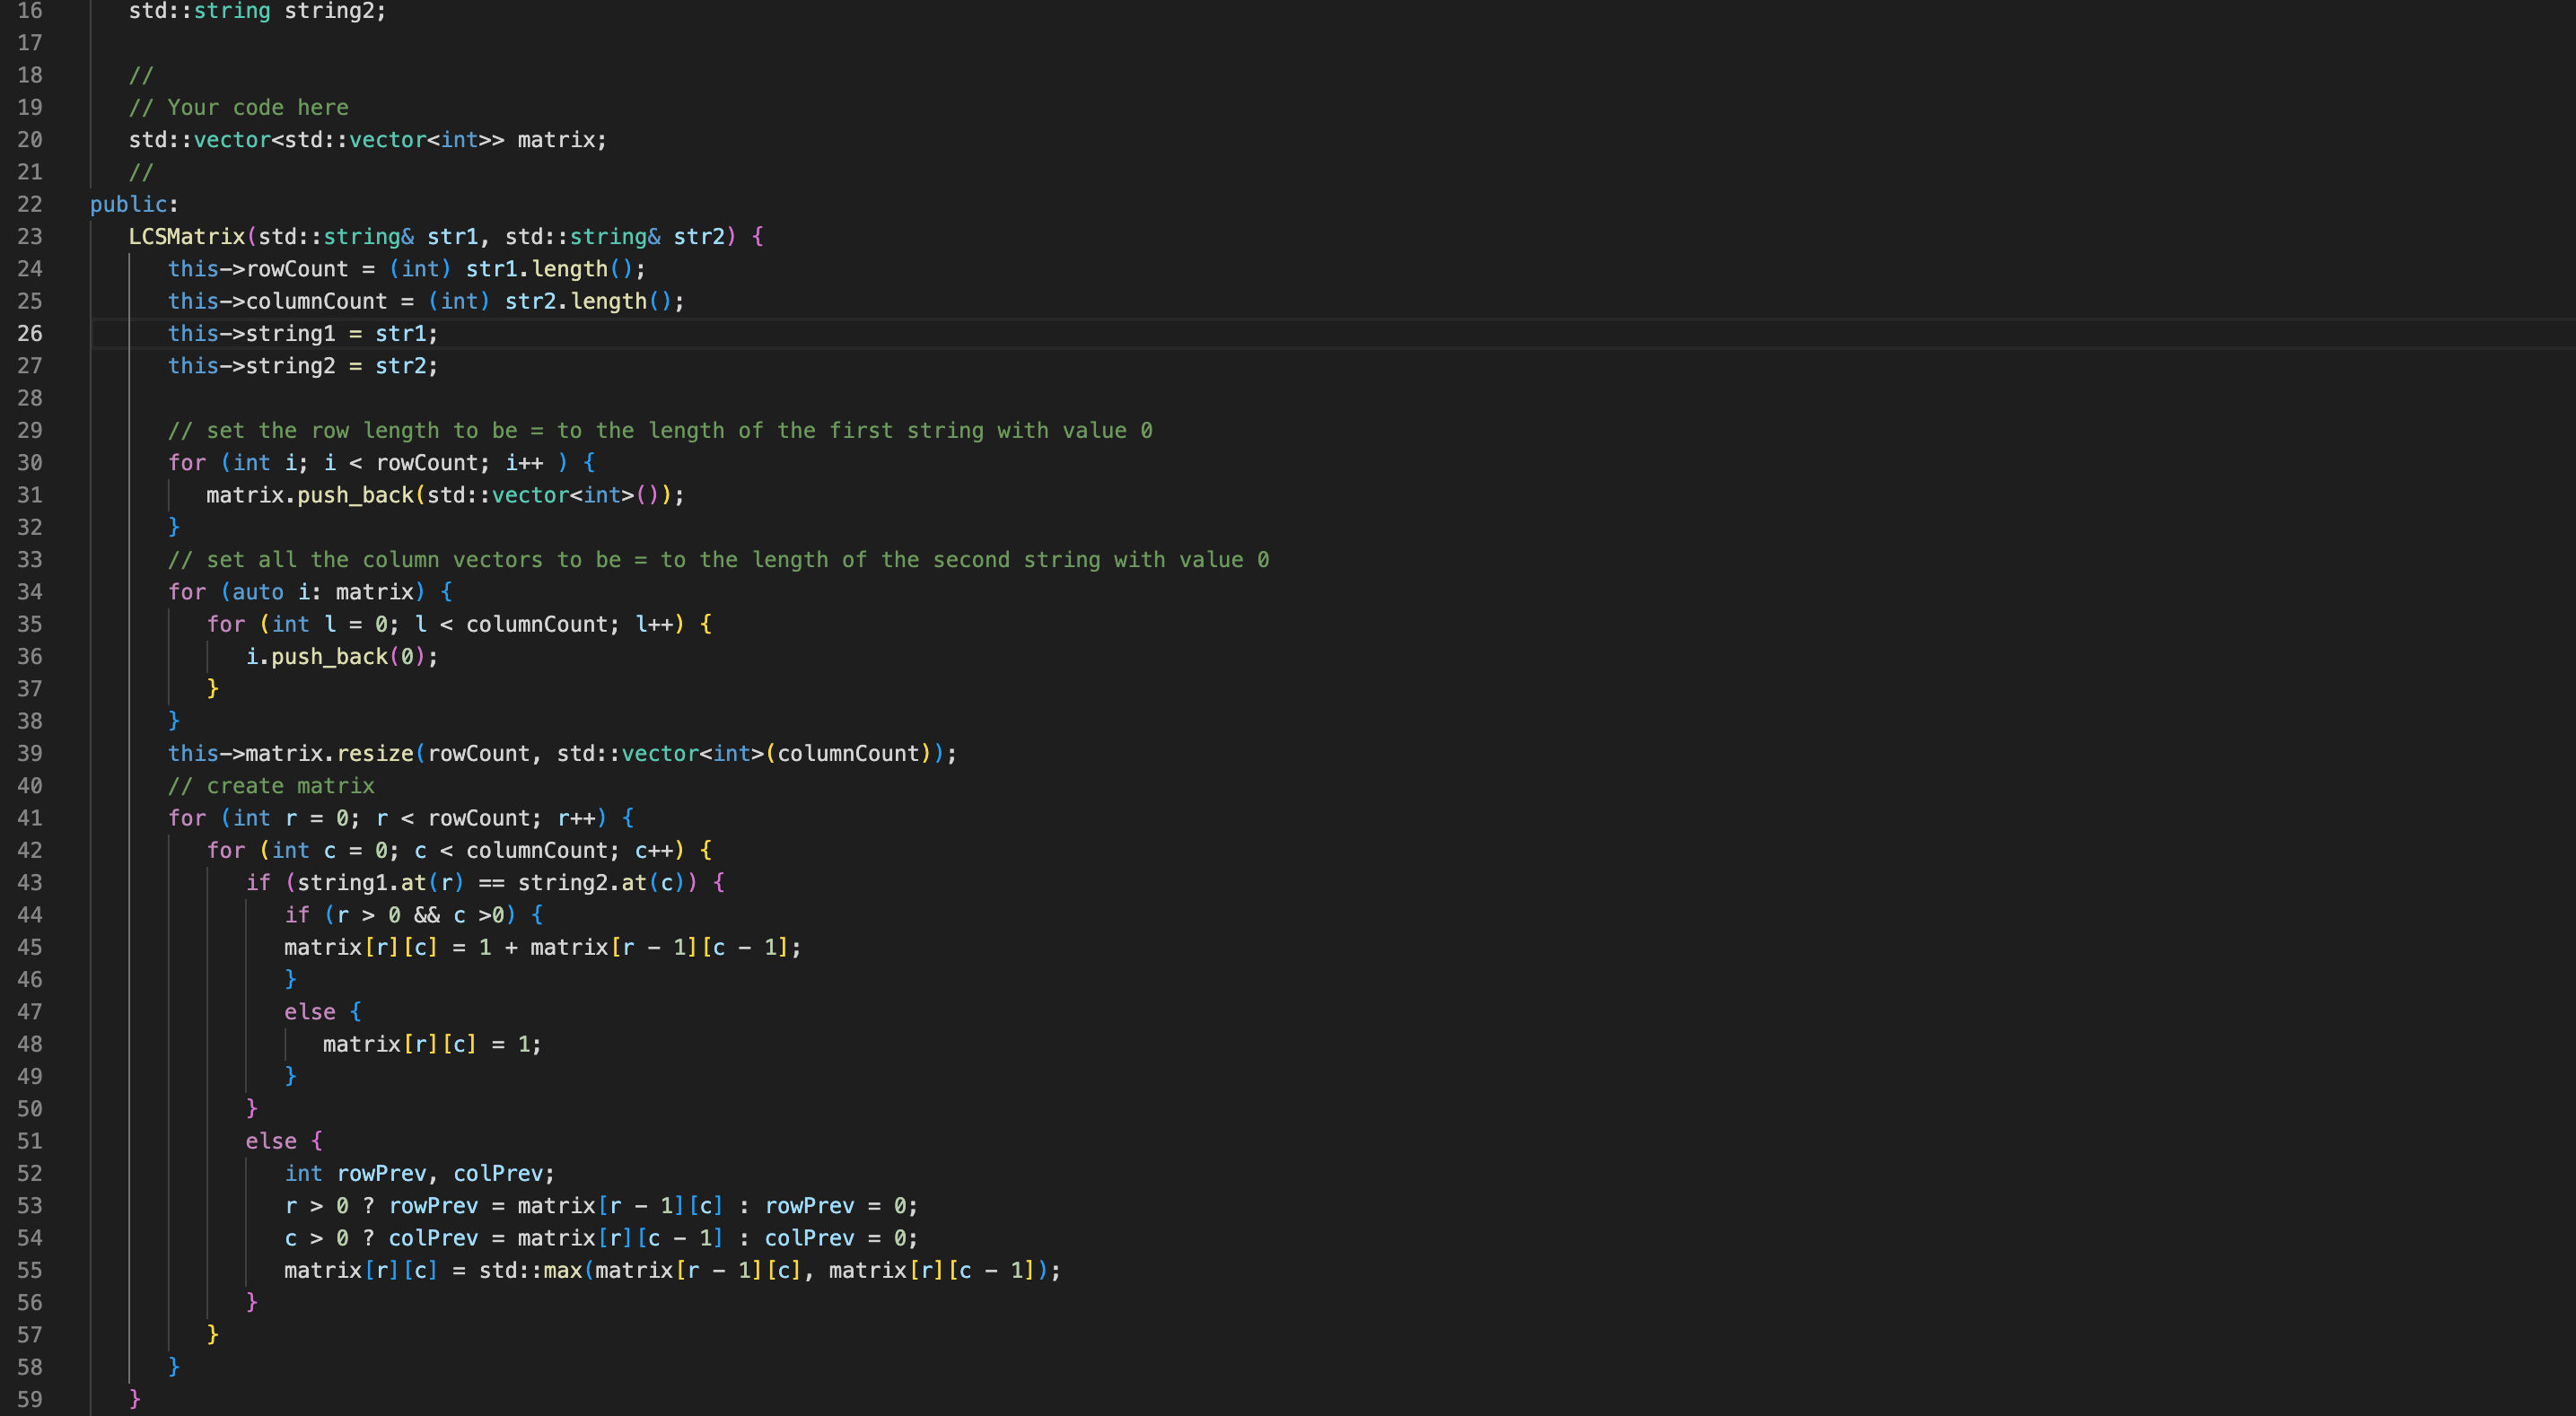 16 std::string string2;
17
18 //
19 // Your code here
20 std::vector<std::vector<int>> matrix;
21 //
22 public:
23 LCSMatrix(std::string& str1, std::string& str2) {
24 this->rowCount = (int) str1.length();
25 this->columnCount = (int) str2.length();
26 this->string1 = str1;
27 this->string2 = str2;
28
29 // set the row length to be = to the length of the first string with value 0
30 for (int i; i < rowCount; i++ ) {
31 matrix.push_back(std::vector<int>());
32 }
33 // set all the column vectors to be = to the length of the second string with value 0
34 for (auto i: matrix) {
35 for (int l = 0; l < columnCount; l++) {
36 i.push_back(0);
37 }
38 }
39 this->matrix.resize(rowCount, std::vector<int>(columnCount));
40 // create matrix
41 for (int r = 0; r < rowCount; r++) {
42 for (int c = 0; c < columnCount; c++) {
43 if (string1.at(r) == string2.at(c)) {
44 if (r > 0 && c >0) {
45 matrix[r][c] = 1 + matrix[r - 1][c - 1];
46 }
47 else {
48 matrix[r][c] = 1;
49 }
50 }
51 else {
52 int rowPrev, colPrev;
53 r > 0 ? rowPrev = matrix[r - 1][c] : rowPrev = 0;
54 c > 0 ? colPrev = matrix[r][c - 1] : colPrev = 0;
55 matrix[r][c] = std::max(matrix[r - 1][c], matrix[r][c - 1]);
56 }
57 }
58 }
59 }